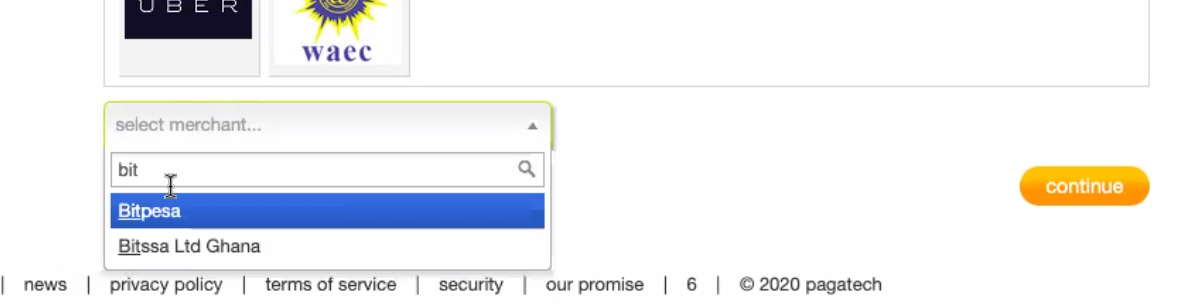 UBER
waec
select merchant...
bit
Bitpesa
continue
Bitssa Ltd Ghana
| news | privacy policy | terms of service | security | our promise | 6 | © 2020 pagatech